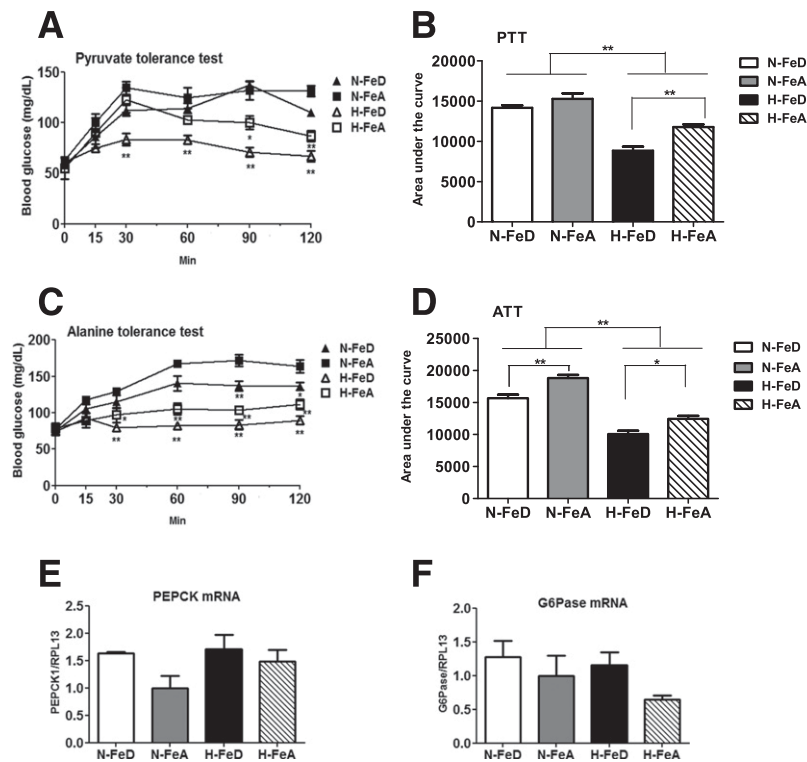 A
Pyruvate tolerance test
Blood glucose (mg/dL)
150
100
50
0
0 15 30 60 90 120
Min
N-FeD
N-FeA
H-FeD
H-FeA
**
**
*
**
**
**
B
PTT
Area under the curve
20000
15000
10000
5000
0
**
**
N-FeD N-FeA H-FeD H-FeA
N-FeD
N-FeA
H-FeD
H-FeA
C
Alanine tolerance test
Blood glucose (mg/dL)
200
150
100
50
0
0 15 30 60 90 120
Min
N-FeD
N-FeA
H-FeD
H-FeA
**
*
*
**
**
**
**
**
**
**
D
ATT
Area under the curve
25000
20000
15000
10000
5000
0
**
**
*
N-FeD N-FeA H-FeD H-FeA
N-FeD
N-FeA
H-FeD
H-FeA
E
PEPCK mRNA
PEPCK1/RPL13
2.5
2.0
1.5
1.0
0.5
0.0
N-FeD N-FeA H-FeD H-FeA
F
G6Pase mRNA
G6Pase/RPL13
2.0
1.5
1.0
0.5
0.0
N-FeD N-FeA H-FeD H-FeA